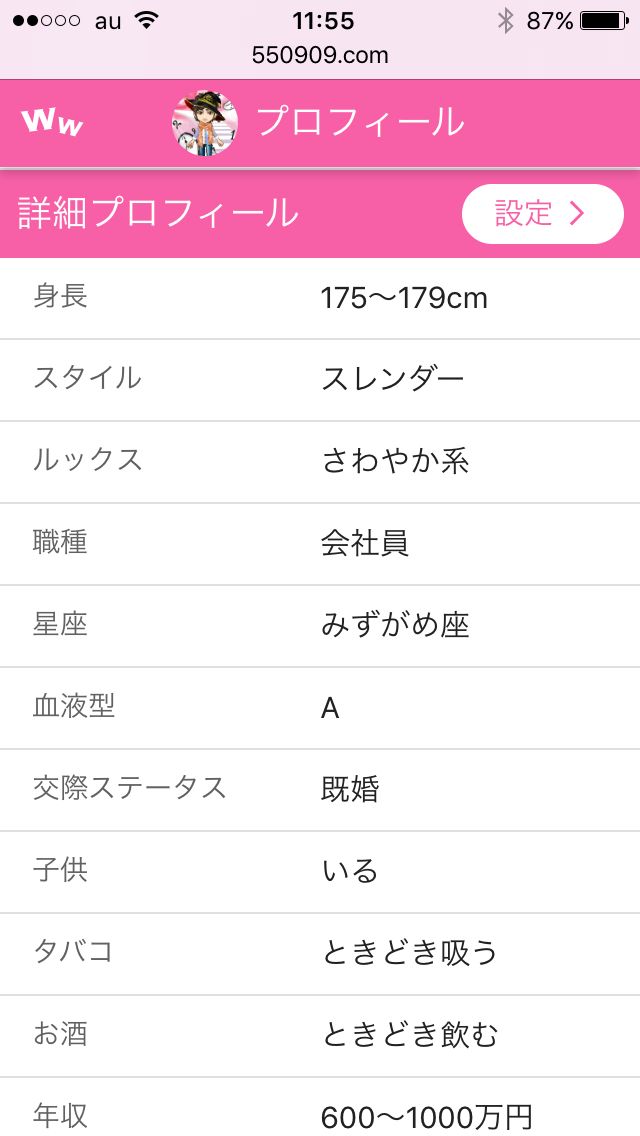 au 11:55 87%
550909.com
WW プロフィール
詳細プロフィール 設定
身長 175〜179cm
スタイル スレンダー
ルックス さわやか系
職種 会社員
星座 みずがめ座
血液型 A
交際ステータス 既婚
子供 いる
タバコ ときどき吸う
お酒 ときどき飲む
年収 600〜1000万円